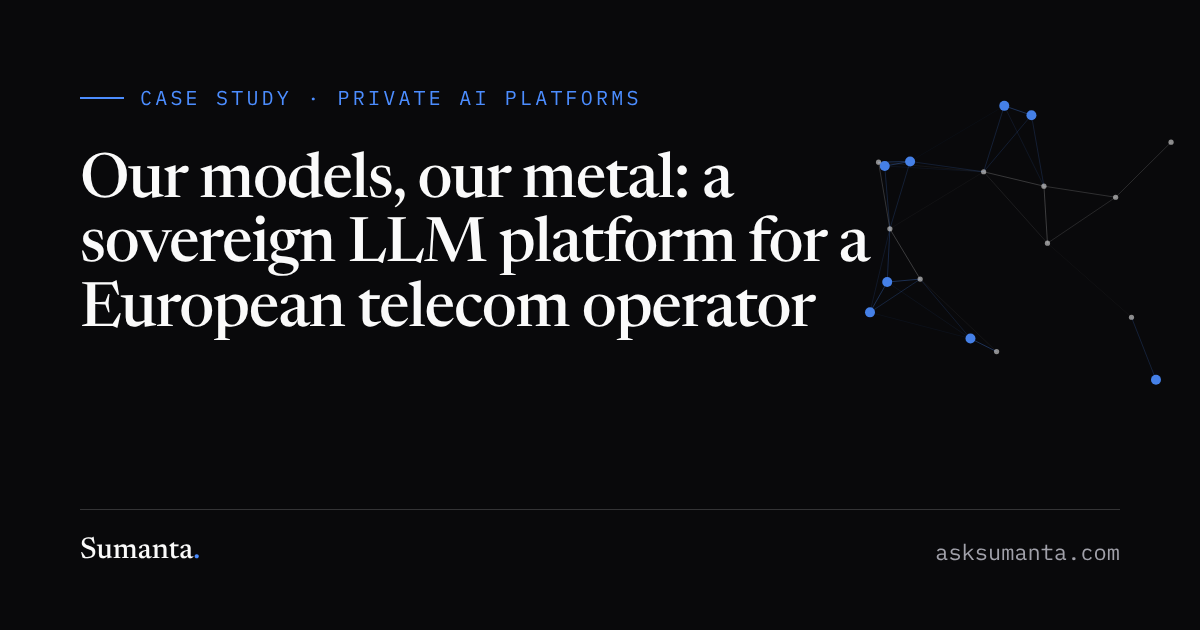 CASE STUDY · PRIVATE AI PLATFORMS
Our models, our metal: a
sovereign LLM platform for a
European telecom operator
Sumanta.
asksumanta.com